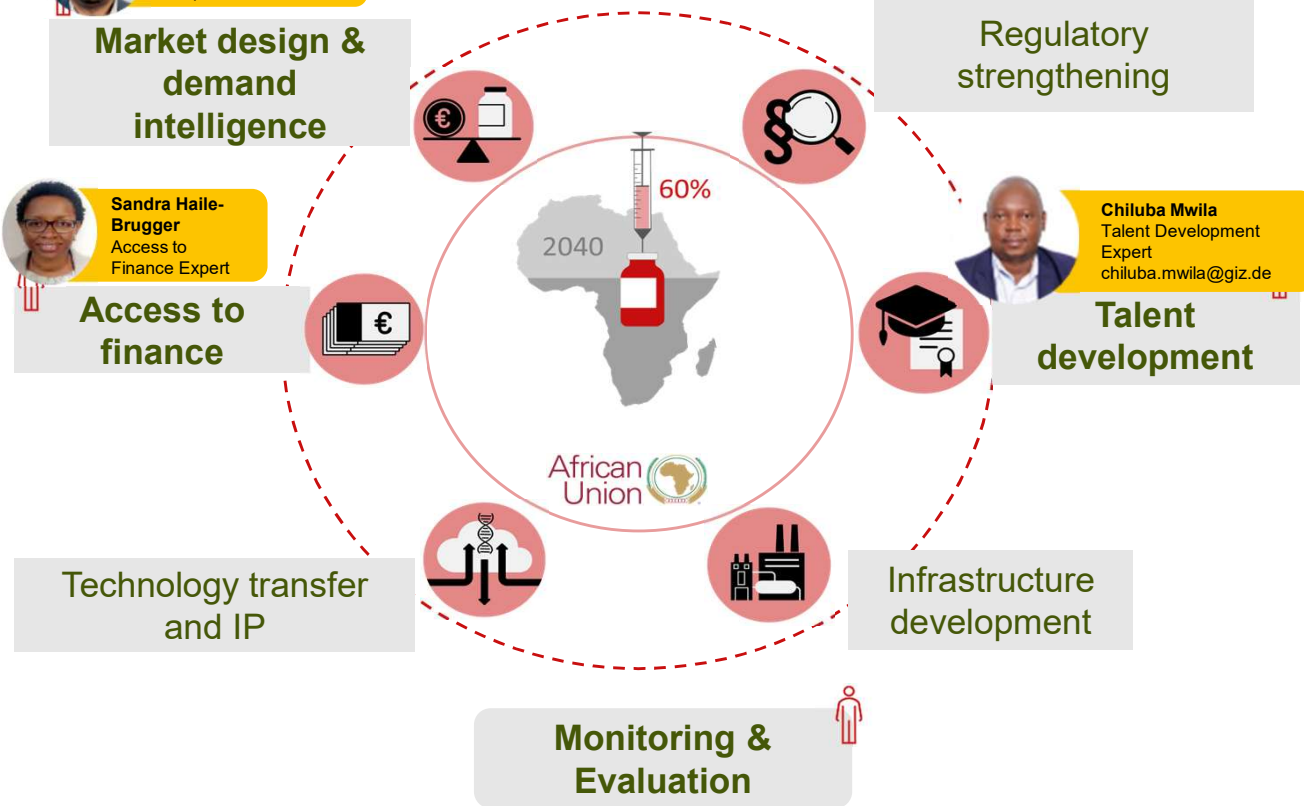 Market design &
demand
intelligence
Regulatory
strengthening
€
§
60%
2040
Sandra Haile-
Brugger
Access to
Finance Expert
Chiluba Mwila
Talent Development
Expert
chiluba.mwila@giz.de
Access to
finance
€
Talent
development
African
Union
Technology transfer
and IP
Infrastructure
development
Monitoring &
Evaluation